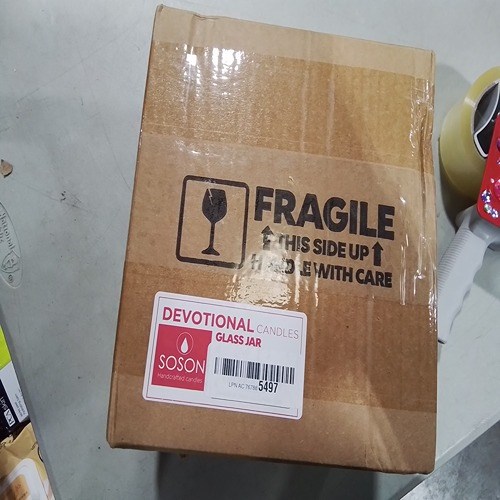 FRAGILE
THIS SIDE UP
HANDLE WITH CARE
DEVOTIONAL CANDLES
GLASS JAR
SOSON
Handcrafted candles
5497